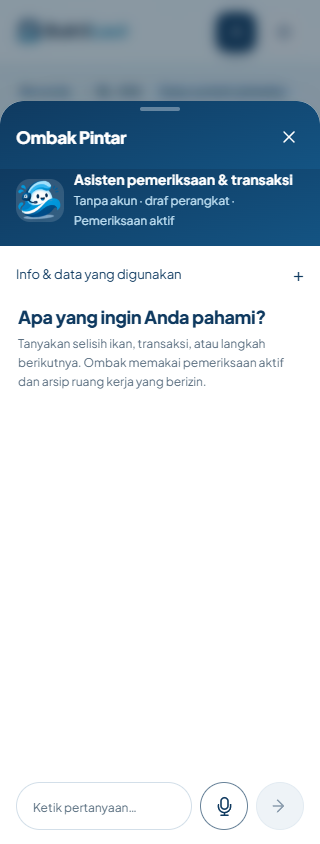 Ombak Pintar
Asisten pemeriksaan & transaksi
Tanpa akun · draf perangkat ·
Pemeriksaan aktif
Info & data yang digunakan
Apa yang ingin Anda pahami?
Tanyakan selisih ikan, transaksi, atau langkah
berikutnya. Ombak memakai pemeriksaan aktif
dan arsip ruang kerja yang berizin.
Ketik pertanyaan...